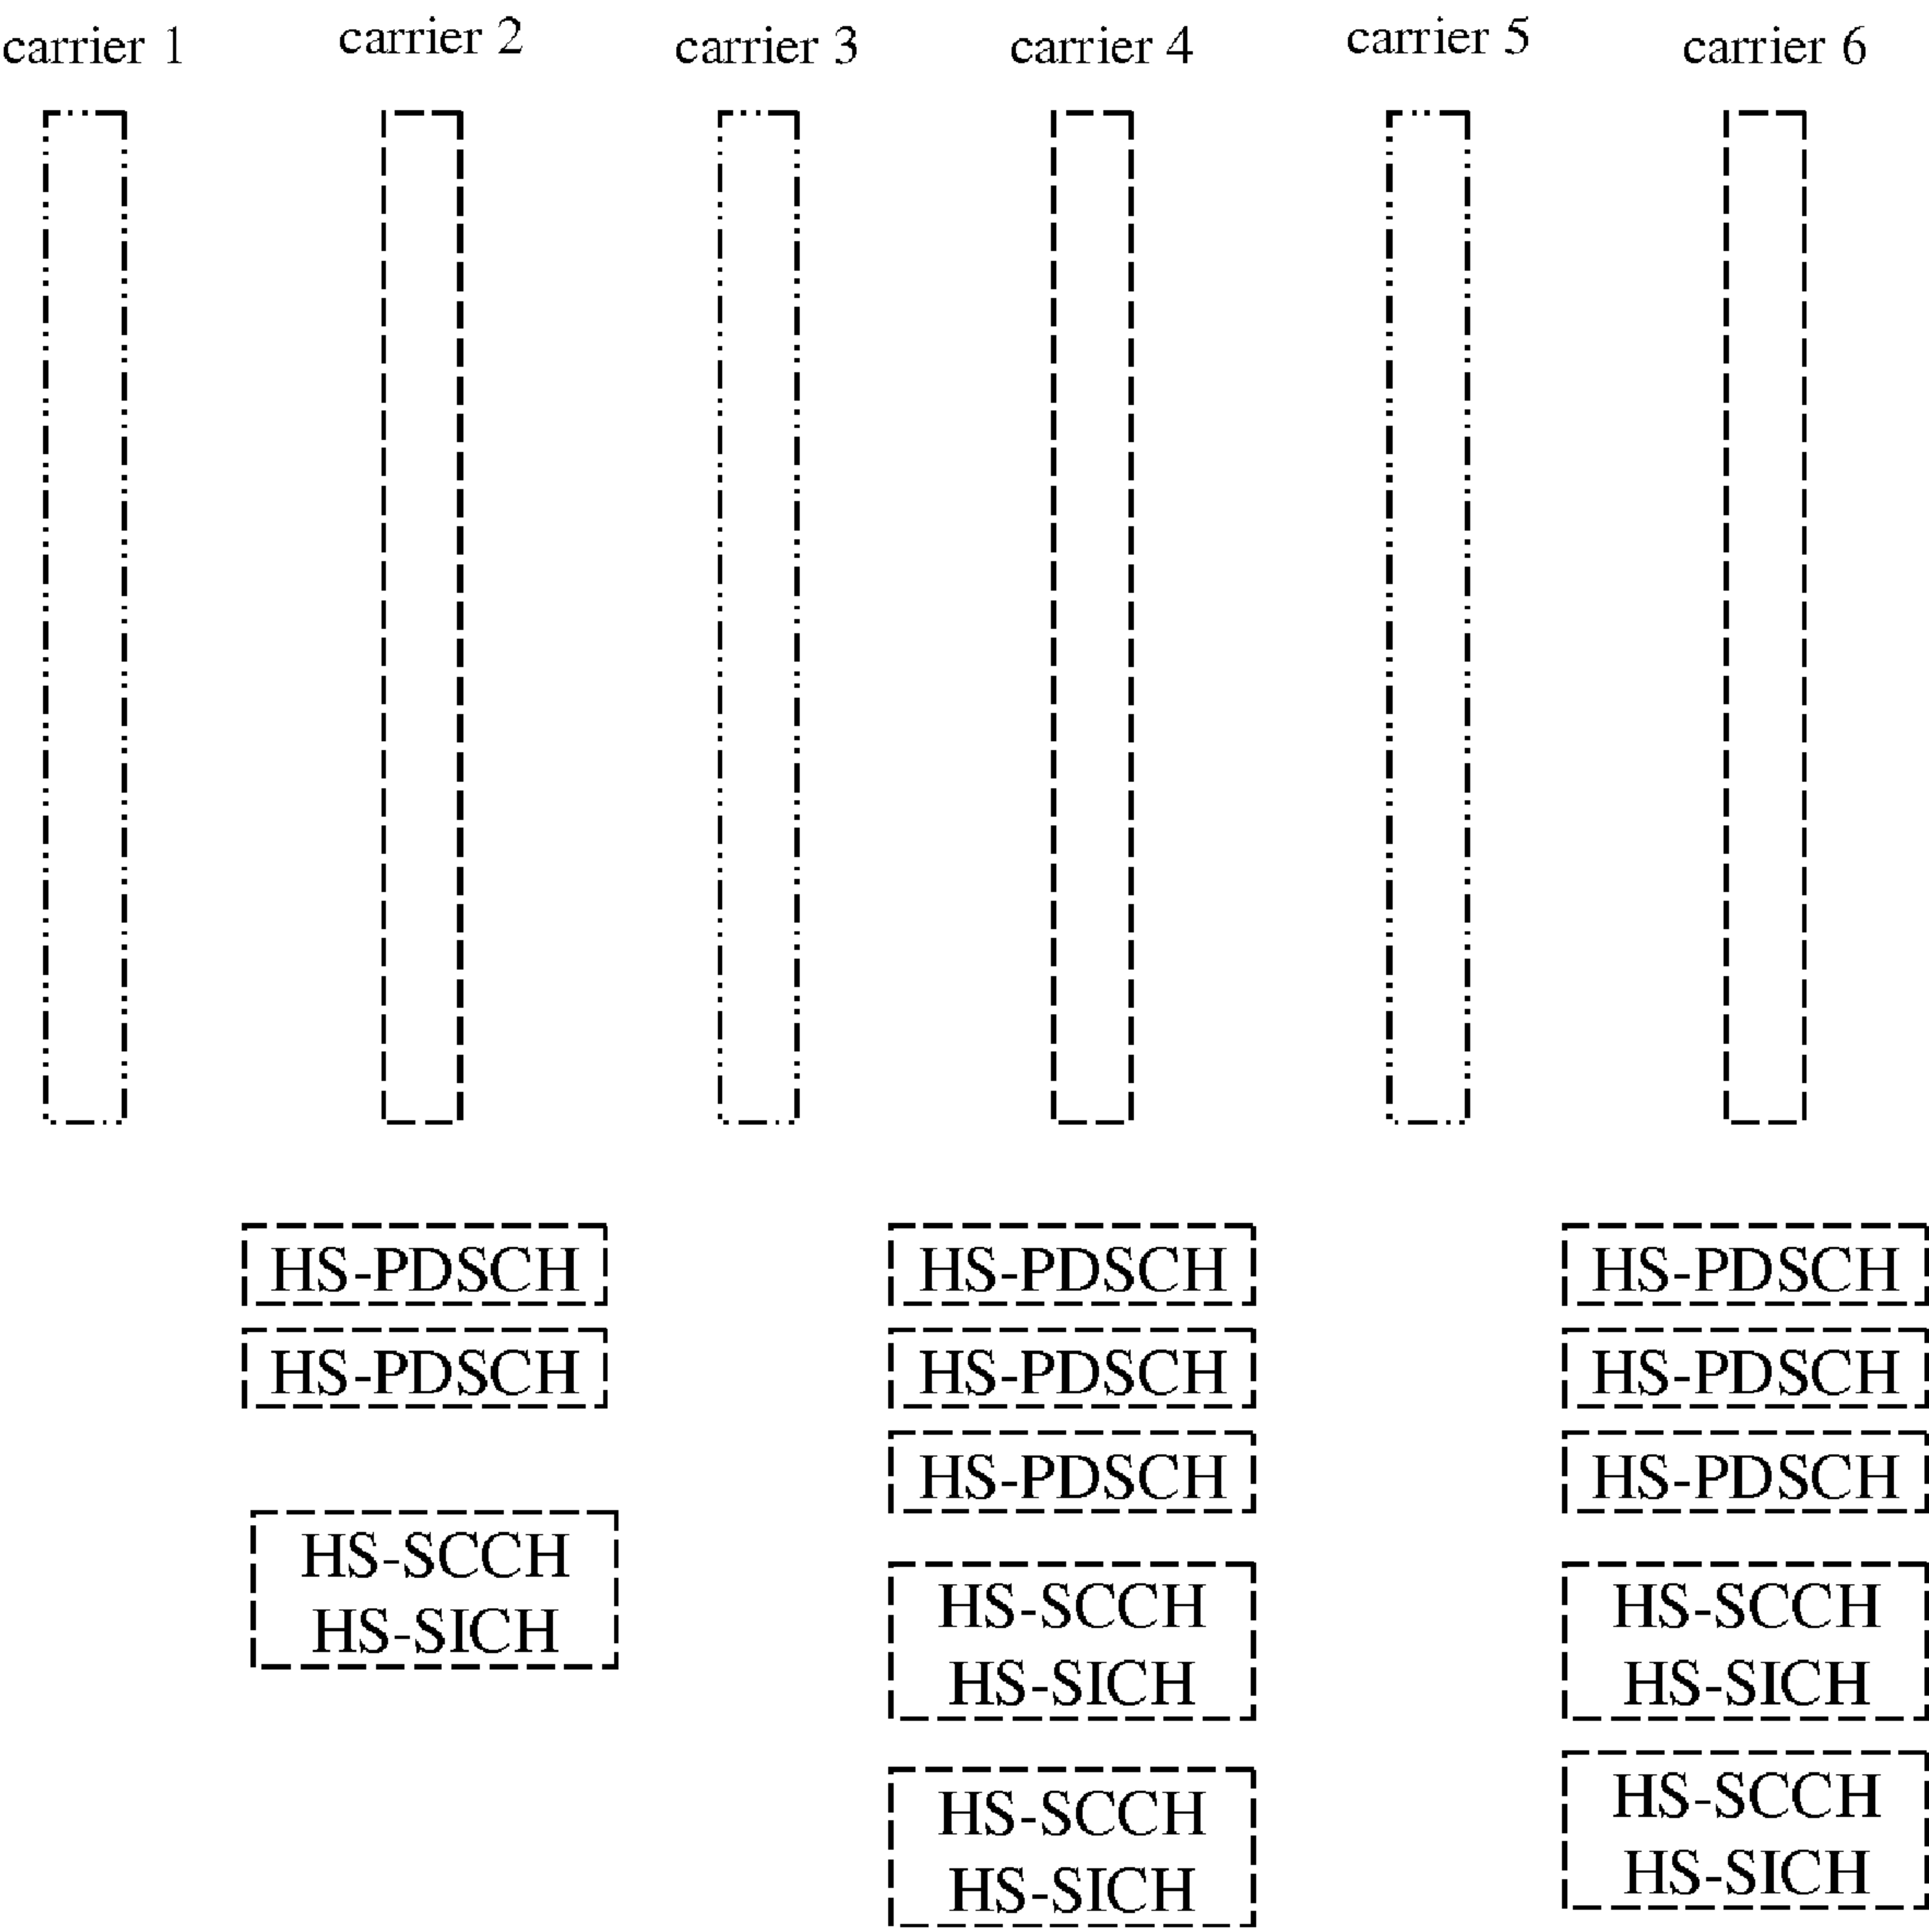 carrier 1 carrier 2 carrier 3 carrier 4 carrier 5 carrier 6
HS-PDSCH HS-PDSCH HS-PDSCH
HS-PDSCH HS-PDSCH HS-PDSCH
HS-PDSCH HS-PDSCH
HS-SCCH
HS-SICH
HS-SCCH HS-SCCH
HS-SICH HS-SICH
HS-SCCH HS-SCCH
HS-SICH HS-SICH